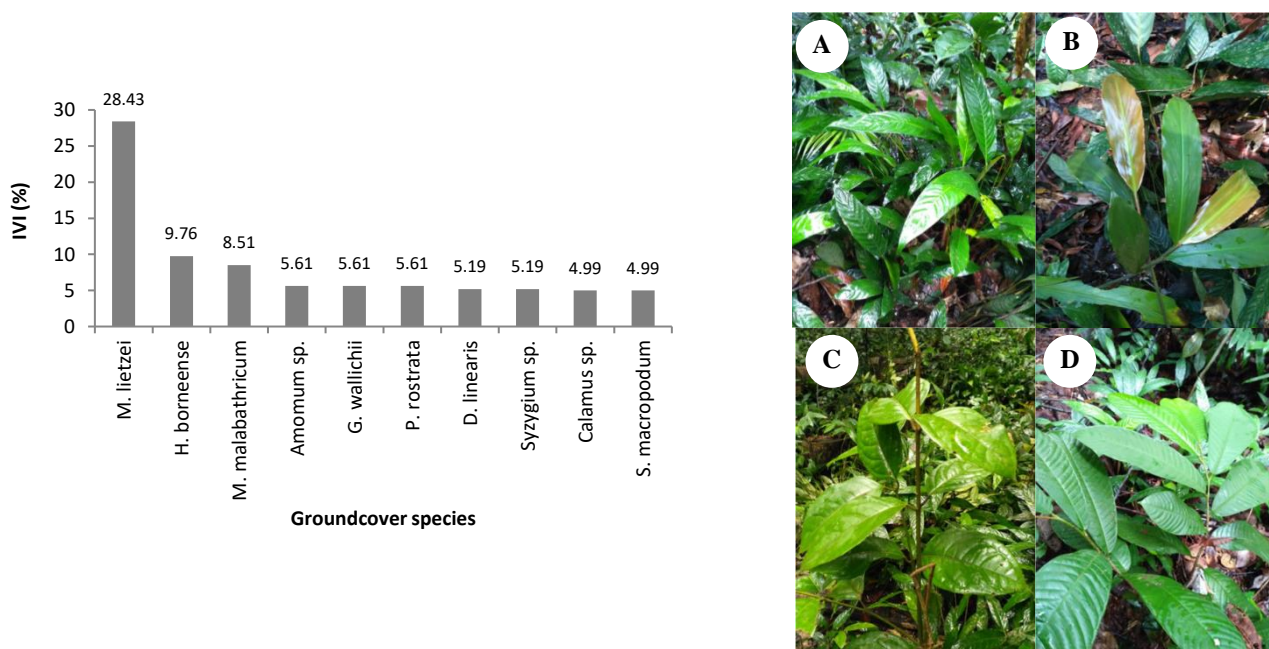 IVI (%)
30
25
20
15
10
5
0
28.43
9.76
8.51
5.61
5.61
5.61
5.19
5.19
4.99
4.99
M. lietzei
H. borneense
M. malabathricum
Amomum sp.
G. wallichii
P. rostrata
D. linearis
Syzygium sp.
Calamus sp.
S. macropodum
Groundcover species
A
B
C
D